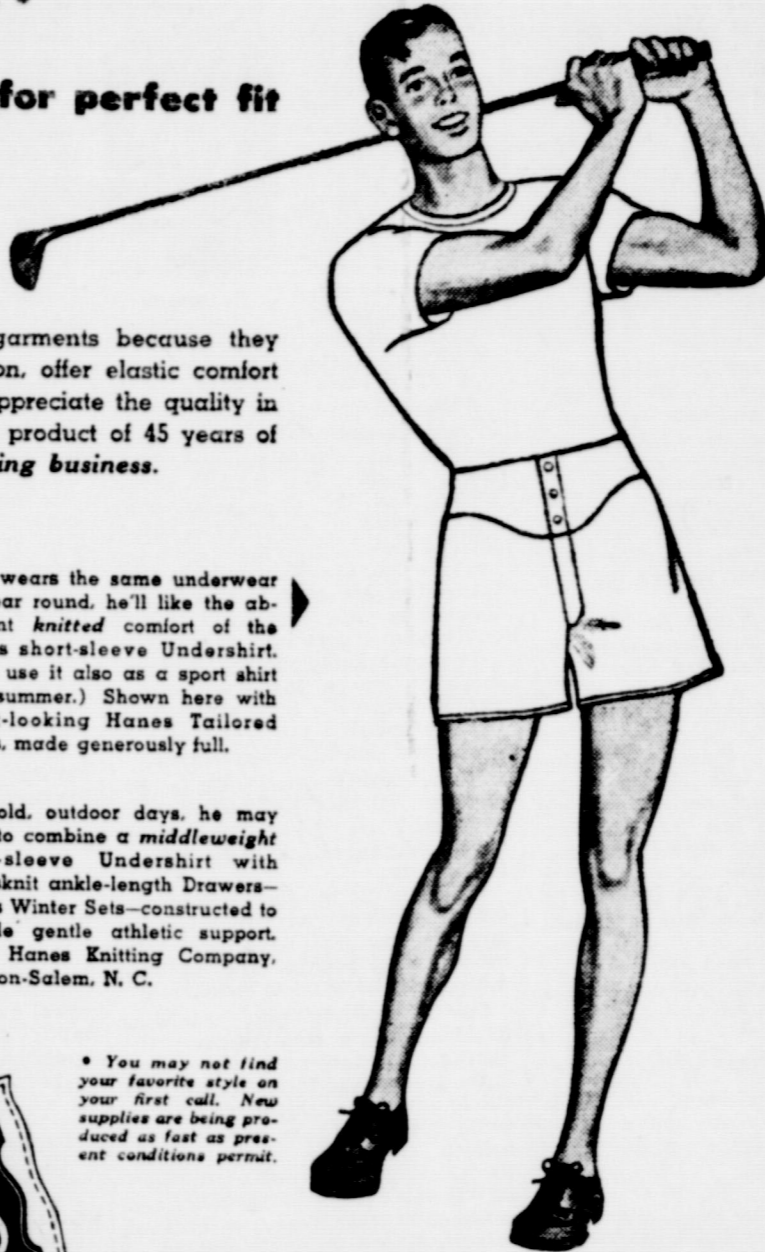 for perfect fit
garments because they
on, offer elastic comfort
ppreciate the quality in
product of 45 years of
ing business.
wears the same underwear
ar round, he'll like the ab-
nt knitted comfort of the
s short-sleeve Undershirt.
use it also as a sport shirt
summer.) Shown here with
-looking Hanes Tailored
, made generously full.
old, outdoor days, he may
to combine a middleweight
-sleeve Undershirt with
knit ankle-length Drawers—
s Winter Sets—constructed to
le gentle athletic support.
Hanes Knitting Company,
on-Salem, N. C.
• You may not find
your favorite style on
your first call. New
supplies are being pro-
duced as fast as pres-
ent conditions permit.